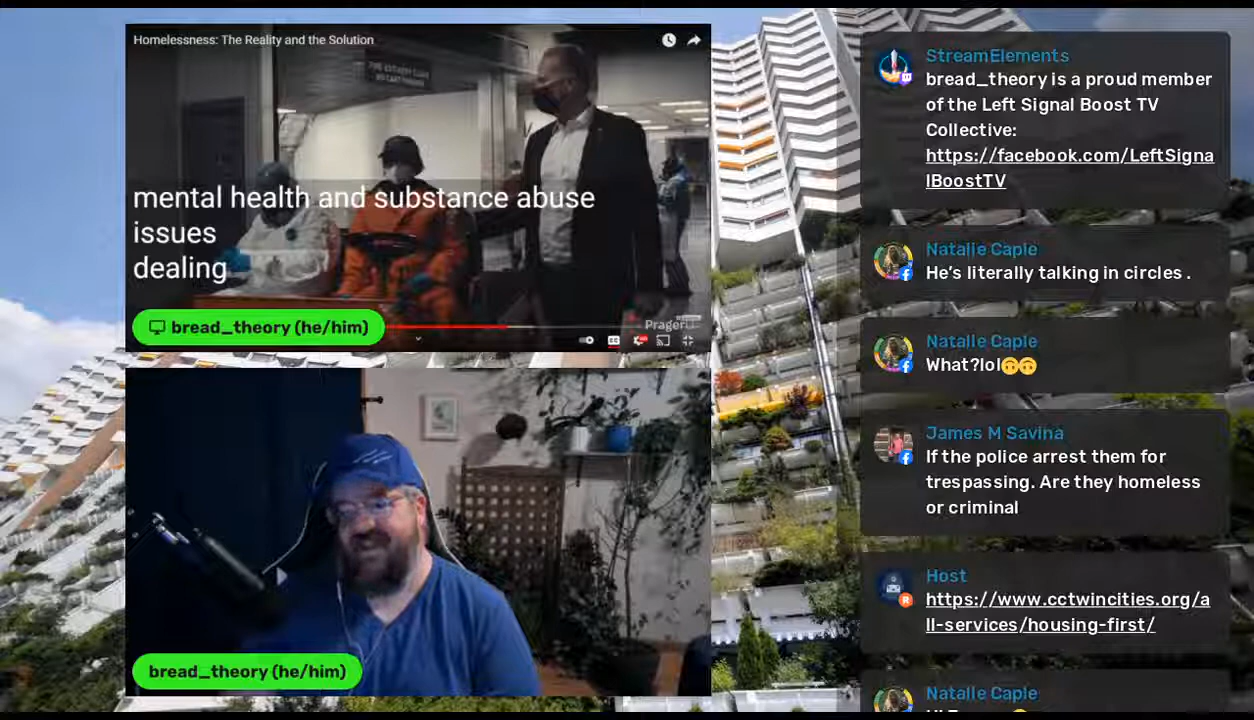 Homelessness: The Reality and the Solution
mental health and substance abuse
issues
dealing
bread_theory (he/him)
PragerU
bread_theory (he/him)
StreamElements
bread_theory is a proud member
of the Left Signal Boost TV
Collective:
https://facebook.com/LeftSigna
lBoostTV
Natalie Caple
He's literally talking in circles .
Natalie Caple
What?lol🙃🙃
James M Savina
If the police arrest them for
trespassing. Are they homeless
or criminal
Host
https://www.cctwincities.org/a
ll-services/housing-first/
Natalie Caple